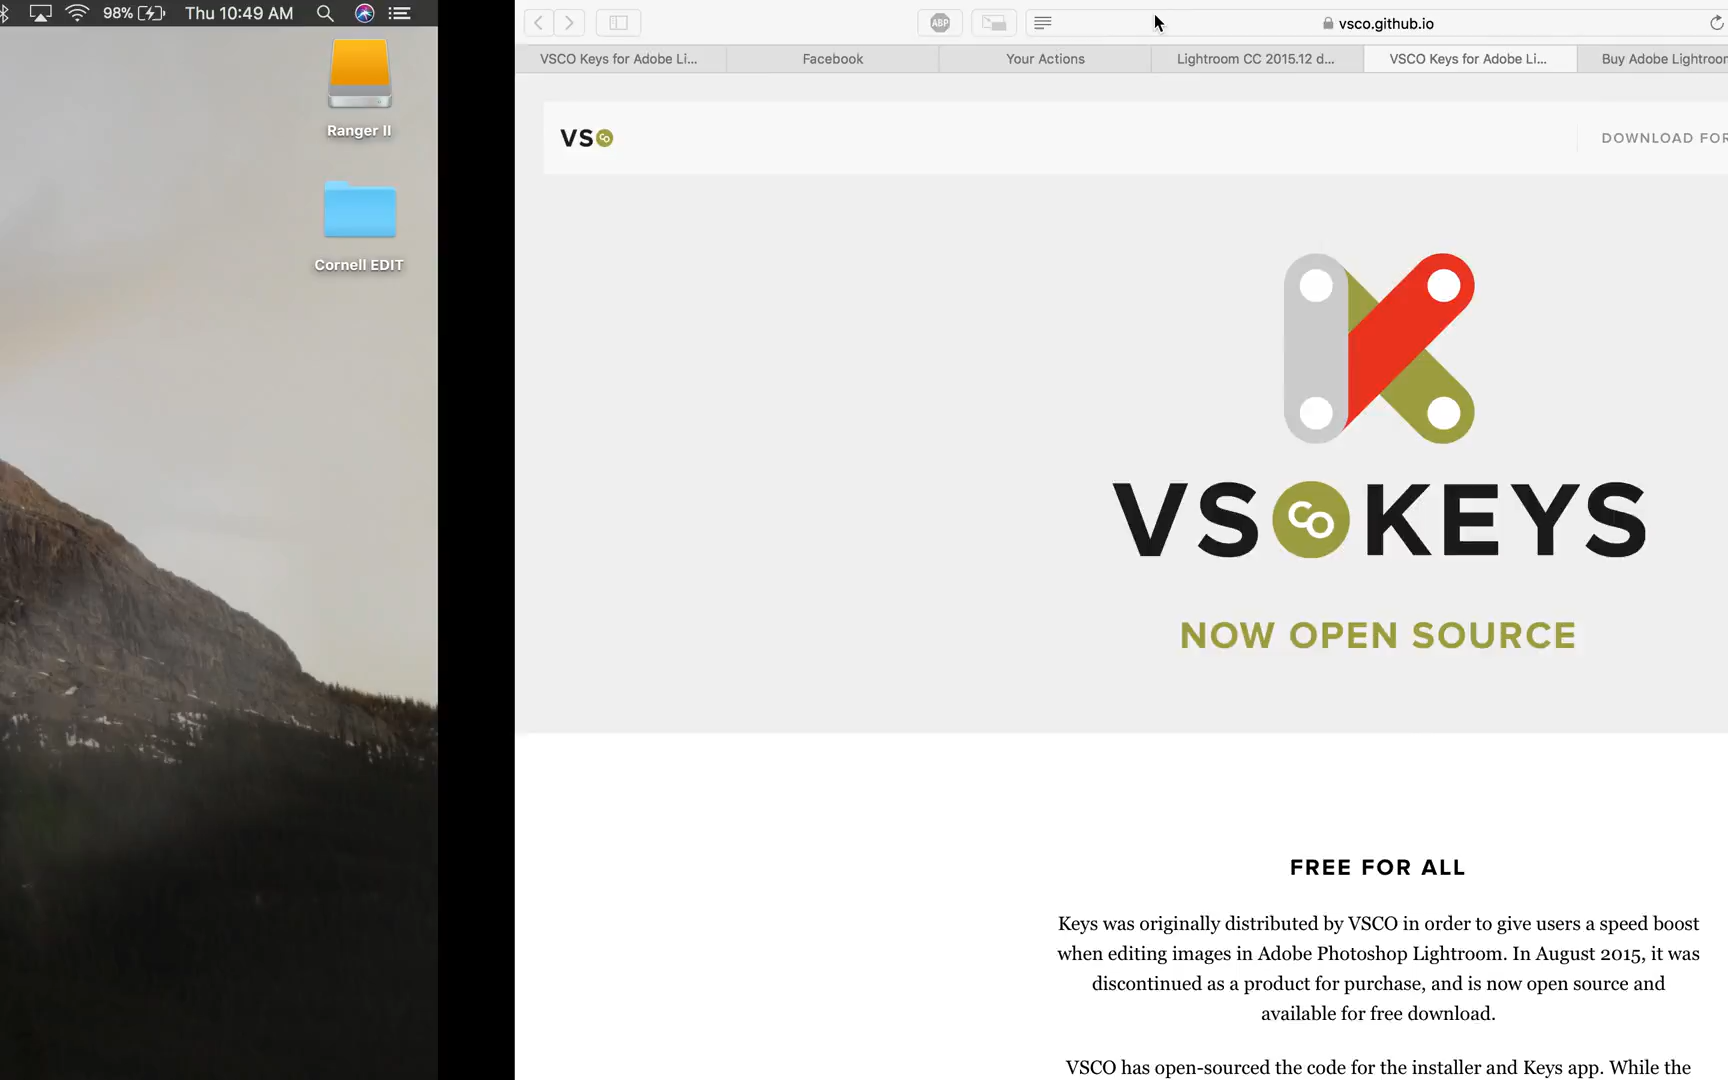 98%
Thu 10:49 AM
Ranger II
Cornell EDIT
ABP
vsco.github.io
VSCO Keys for Adobe Li...
Facebook
Your Actions
Lightroom CC 2015.12 d...
VSCO Keys for Adobe Li...
Buy Adobe Lightroom
VSCO
DOWNLOAD FOR
VSCO KEYS
NOW OPEN SOURCE
FREE FOR ALL
Keys was originally distributed by VSCO in order to give users a speed boost
when editing images in Adobe Photoshop Lightroom. In August 2015, it was
discontinued as a product for purchase, and is now open source and
available for free download.
VSCO has open-sourced the code for the installer and Keys app. While the